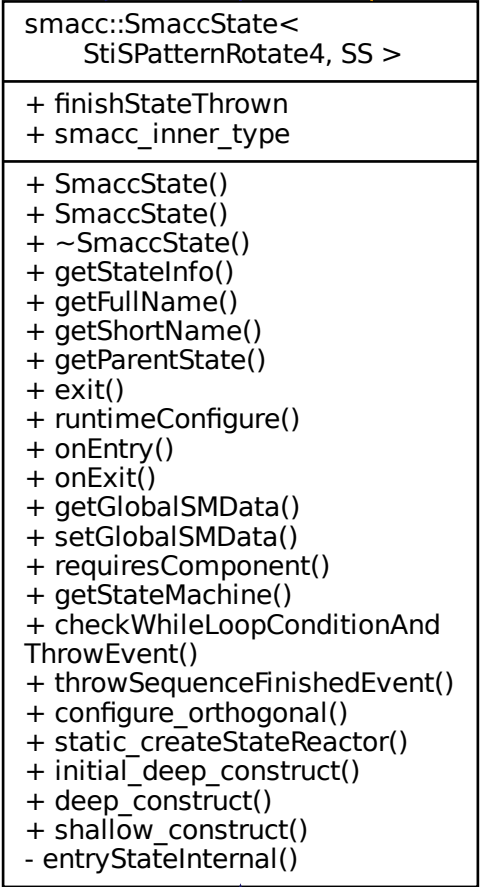 smacc::SmaccState<
StiSPatternRotate4, SS >
+ finishStateThrown
+ smacc_inner_type
+ SmaccState()
+ SmaccState()
+ ~SmaccState()
+ getStateInfo()
+ getFullName()
+ getShortName()
+ getParentState()
+ exit()
+ runtimeConfigure()
+ onEntry()
+ onExit()
+ getGlobalSMData()
+ setGlobalSMData()
+ requiresComponent()
+ getStateMachine()
+ checkWhileLoopConditionAnd
ThrowEvent()
+ throwSequenceFinishedEvent()
+ configure_orthogonal()
+ static_createStateReactor()
+ initial_deep_construct()
+ deep_construct()
+ shallow_construct()
- entryStateInternal()